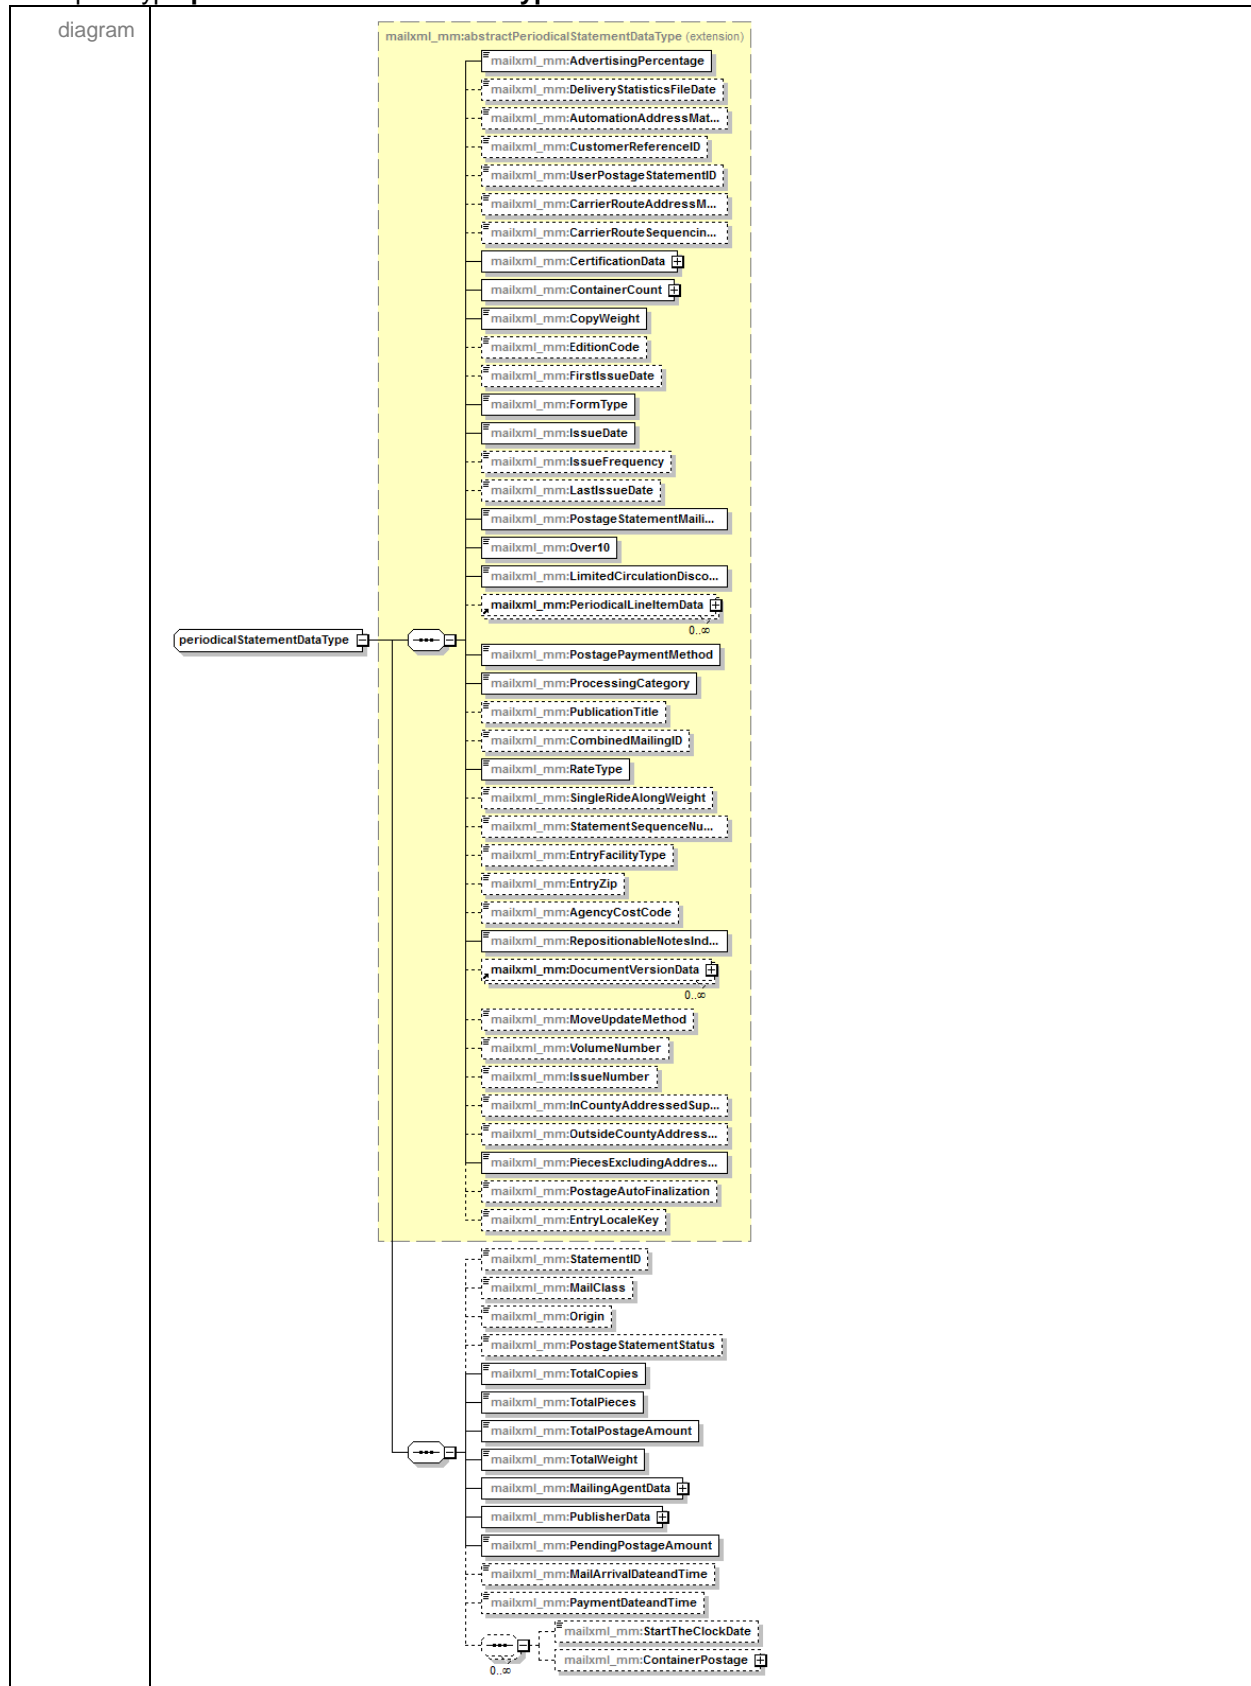 diagram
mailxml_mm:abstractPeriodicalStatementDataType (extension)
mailxml_mm:AdvertisingPercentage
mailxml_mm:DeliveryStatisticsFileDate
mailxml_mm:AutomationAddressMat...
mailxml_mm:CustomerReferenceID
mailxml_mm:UserPostageStatementID
mailxml_mm:CarrierRouteAddressM...
mailxml_mm:CarrierRouteSequencin...
mailxml_mm:CertificationData
mailxml_mm:ContainerCount
mailxml_mm:CopyWeight
mailxml_mm:EditionCode
mailxml_mm:FirstIssueDate
mailxml_mm:FormType
mailxml_mm:IssueDate
mailxml_mm:IssueFrequency
mailxml_mm:LastIssueDate
mailxml_mm:PostageStatementMaili...
mailxml_mm:Over10
mailxml_mm:LimitedCirculationDisco...
mailxml_mm:PeriodicalLineItemData
0..∞
periodicalStatementDataType
mailxml_mm:PostagePaymentMethod
mailxml_mm:ProcessingCategory
mailxml_mm:PublicationTitle
mailxml_mm:CombinedMailingID
mailxml_mm:RateType
mailxml_mm:SingleRideAlongWeight
mailxml_mm:StatementSequenceNu...
mailxml_mm:EntryFacilityType
mailxml_mm:EntryZip
mailxml_mm:AgencyCostCode
mailxml_mm:RepositionableNotesInd...
mailxml_mm:DocumentVersionData
0..∞
mailxml_mm:MoveUpdateMethod
mailxml_mm:VolumeNumber
mailxml_mm:IssueNumber
mailxml_mm:InCountyAddressedSup...
mailxml_mm:OutsideCountyAddress...
mailxml_mm:PiecesExcludingAddres...
mailxml_mm:PostageAutoFinalization
mailxml_mm:EntryLocaleKey
mailxml_mm:StatementID
mailxml_mm:MailClass
mailxml_mm:Origin
mailxml_mm:PostageStatementStatus
mailxml_mm:TotalCopies
mailxml_mm:TotalPieces
mailxml_mm:TotalPostageAmount
mailxml_mm:TotalWeight
mailxml_mm:MailingAgentData
mailxml_mm:PublisherData
mailxml_mm:PendingPostageAmount
mailxml_mm:MailArrivalDateandTime
mailxml_mm:PaymentDateandTime
mailxml_mm:StartTheClockDate
mailxml_mm:ContainerPostage
0..∞